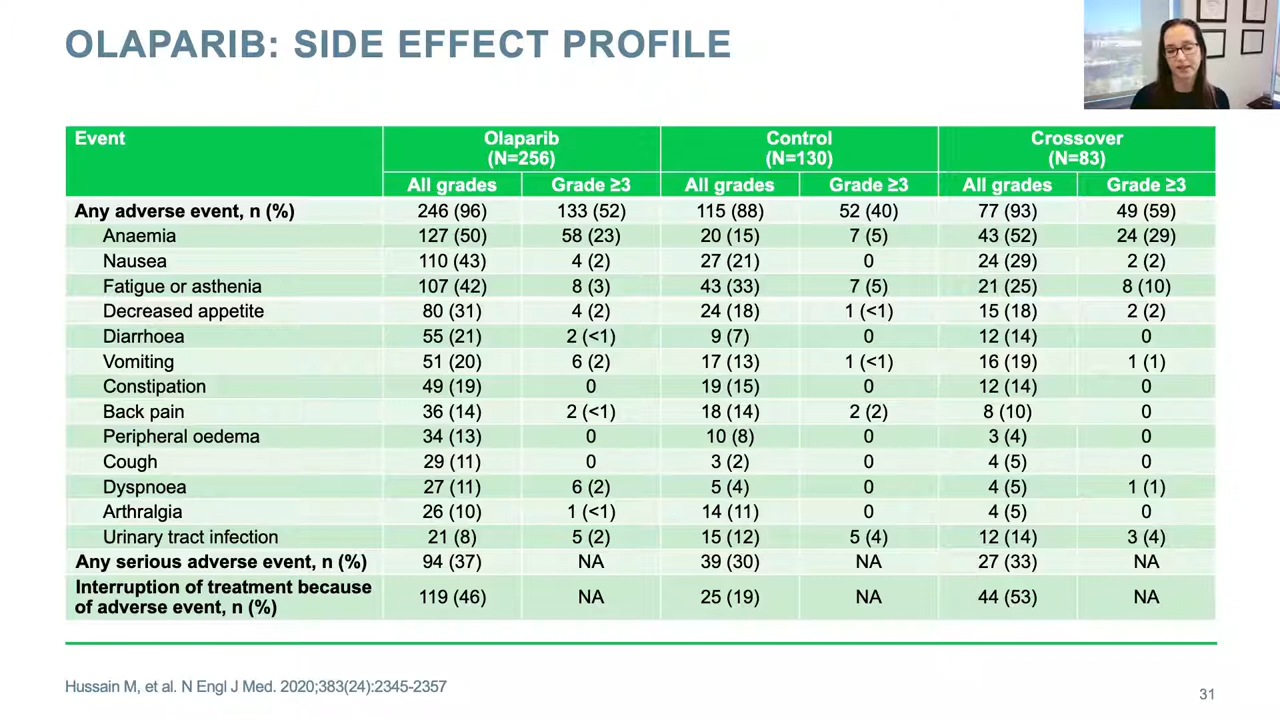 OLAPARIB: SIDE EFFECT PROFILE
Event Olaparib (N=256) Control (N=130) Crossover (N=83)
All grades Grade ≥3 All grades Grade ≥3 All grades Grade ≥3
Any adverse event, n (%) 246 (96) 133 (52) 115 (88) 52 (40) 77 (93) 49 (59)
Anaemia 127 (50) 58 (23) 20 (15) 7 (5) 43 (52) 24 (29)
Nausea 110 (43) 4 (2) 27 (21) 0 24 (29) 2 (2)
Fatigue or asthenia 107 (42) 8 (3) 43 (33) 7 (5) 21 (25) 8 (10)
Decreased appetite 80 (31) 4 (2) 24 (18) 1 (<1) 15 (18) 2 (2)
Diarrhoea 55 (21) 2 (<1) 9 (7) 0 12 (14) 0
Vomiting 51 (20) 6 (2) 17 (13) 1 (<1) 16 (19) 1 (1)
Constipation 49 (19) 0 19 (15) 0 12 (14) 0
Back pain 36 (14) 2 (<1) 18 (14) 2 (2) 8 (10) 0
Peripheral oedema 34 (13) 0 10 (8) 0 3 (4) 0
Cough 29 (11) 0 3 (2) 0 4 (5) 0
Dyspnoea 27 (11) 6 (2) 5 (4) 0 4 (5) 1 (1)
Arthralgia 26 (10) 1 (<1) 14 (11) 0 4 (5) 0
Urinary tract infection 21 (8) 5 (2) 15 (12) 5 (4) 12 (14) 3 (4)
Any serious adverse event, n (%) 94 (37) NA 39 (30) NA 27 (33) NA
Interruption of treatment because
of adverse event, n (%) 119 (46) NA 25 (19) NA 44 (53) NA
Hussain M, et al. N Engl J Med. 2020;383(24):2345-2357
31